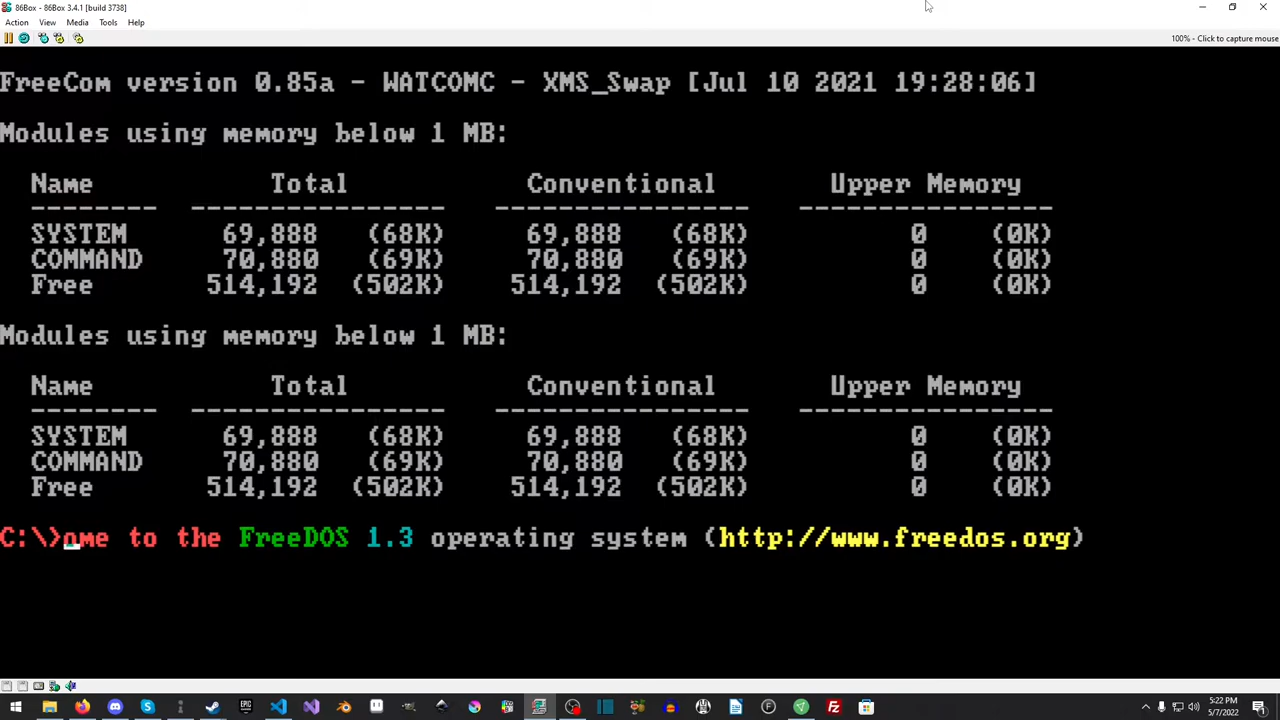 86Box - 86Box 3.4.1 [build 3738]
Action View Media Tools Help
100% - Click to capture mouse
FreeCom version 0.85a - WATCOMC - XMS_Swap [Jul 10 2021 19:28:06]
Modules using memory below 1 MB:
Name Total Conventional Upper Memory
-------- ---------------- ---------------- ----------------
SYSTEM 69,888 (68K) 69,888 (68K) 0 (0K)
COMMAND 70,880 (69K) 70,880 (69K) 0 (0K)
Free 514,192 (502K) 514,192 (502K) 0 (0K)
Modules using memory below 1 MB:
Name Total Conventional Upper Memory
-------- ---------------- ---------------- ----------------
SYSTEM 69,888 (68K) 69,888 (68K) 0 (0K)
COMMAND 70,880 (69K) 70,880 (69K) 0 (0K)
Free 514,192 (502K) 514,192 (502K) 0 (0K)
C:\>ome to the FreeDOS 1.3 operating system (http://www.freedos.org)
EPIC
5:22 PM
5/7/2022